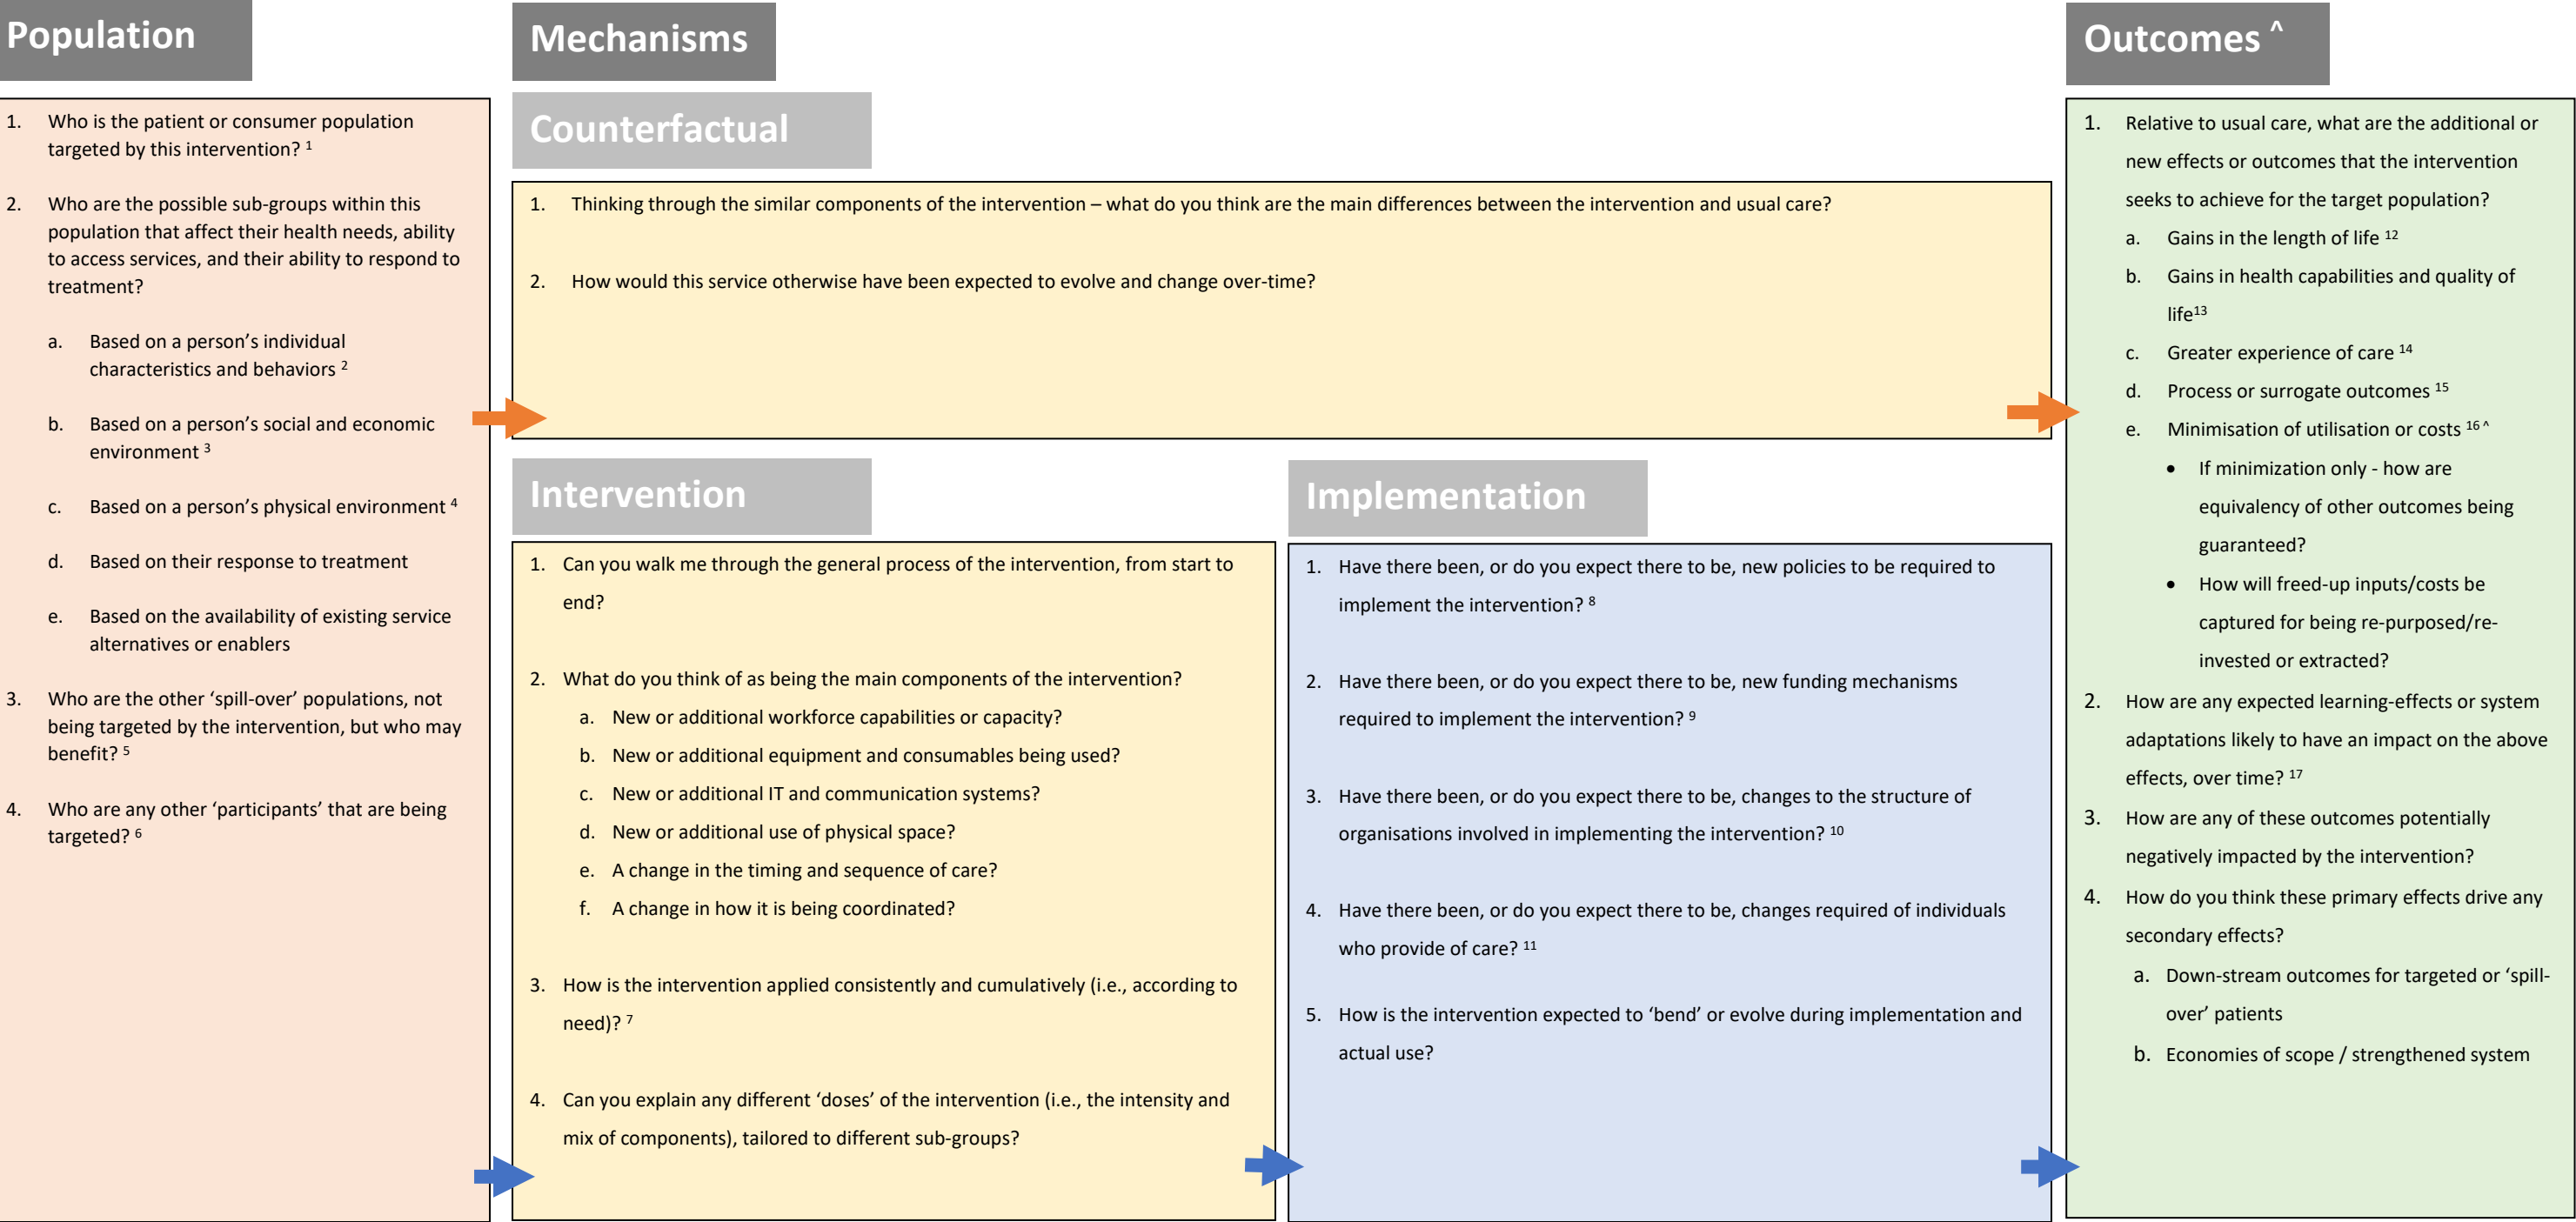 Population
1. Who is the patient or consumer population
targeted by this intervention? 1
2. Who are the possible sub-groups within this
population that affect their health needs, ability
to access services, and their ability to respond to
treatment?
a. Based on a person’s individual
characteristics and behaviors 2
b. Based on a person’s social and economic
environment 3
c. Based on a person’s physical environment 4
d. Based on their response to treatment
e. Based on the availability of existing service
alternatives or enablers
3. Who are the other ‘spill-over’ populations, not
being targeted by the intervention, but who may
benefit? 5
4. Who are any other ‘participants’ that are being
targeted? 6
Mechanisms
Counterfactual
1. Thinking through the similar components of the intervention – what do you think are the main differences between the intervention and usual care?
2. How would this service otherwise have been expected to evolve and change over-time?
Intervention
1. Can you walk me through the general process of the intervention, from start to
end?
2. What do you think of as being the main components of the intervention?
a. New or additional workforce capabilities or capacity?
b. New or additional equipment and consumables being used?
c. New or additional IT and communication systems?
d. New or additional use of physical space?
e. A change in the timing and sequence of care?
f. A change in how it is being coordinated?
3. How is the intervention applied consistently and cumulatively (i.e., according to
need)? 7
4. Can you explain any different ‘doses’ of the intervention (i.e., the intensity and
mix of components), tailored to different sub-groups?
Implementation
1. Have there been, or do you expect there to be, new policies to be required to
implement the intervention? 8
2. Have there been, or do you expect there to be, new funding mechanisms
required to implement the intervention? 9
3. Have there been, or do you expect there to be, changes to the structure of
organisations involved in implementing the intervention? 10
4. Have there been, or do you expect there to be, changes required of individuals
who provide of care? 11
5. How is the intervention expected to ‘bend’ or evolve during implementation and
actual use?
Outcomes ^
1. Relative to usual care, what are the additional or
new effects or outcomes that the intervention
seeks to achieve for the target population?
a. Gains in the length of life 12
b. Gains in health capabilities and quality of
life13
c. Greater experience of care 14
d. Process or surrogate outcomes 15
e. Minimisation of utilisation or costs 16 ^
• If minimization only - how are
equivalency of other outcomes being
guaranteed?
• How will freed-up inputs/costs be
captured for being re-purposed/re-
invested or extracted?
2. How are any expected learning-effects or system
adaptations likely to have an impact on the above
effects, over time? 17
3. How are any of these outcomes potentially
negatively impacted by the intervention?
4. How do you think these primary effects drive any
secondary effects?
a. Down-stream outcomes for targeted or ‘spill-
over’ patients
b. Economies of scope / strengthened system